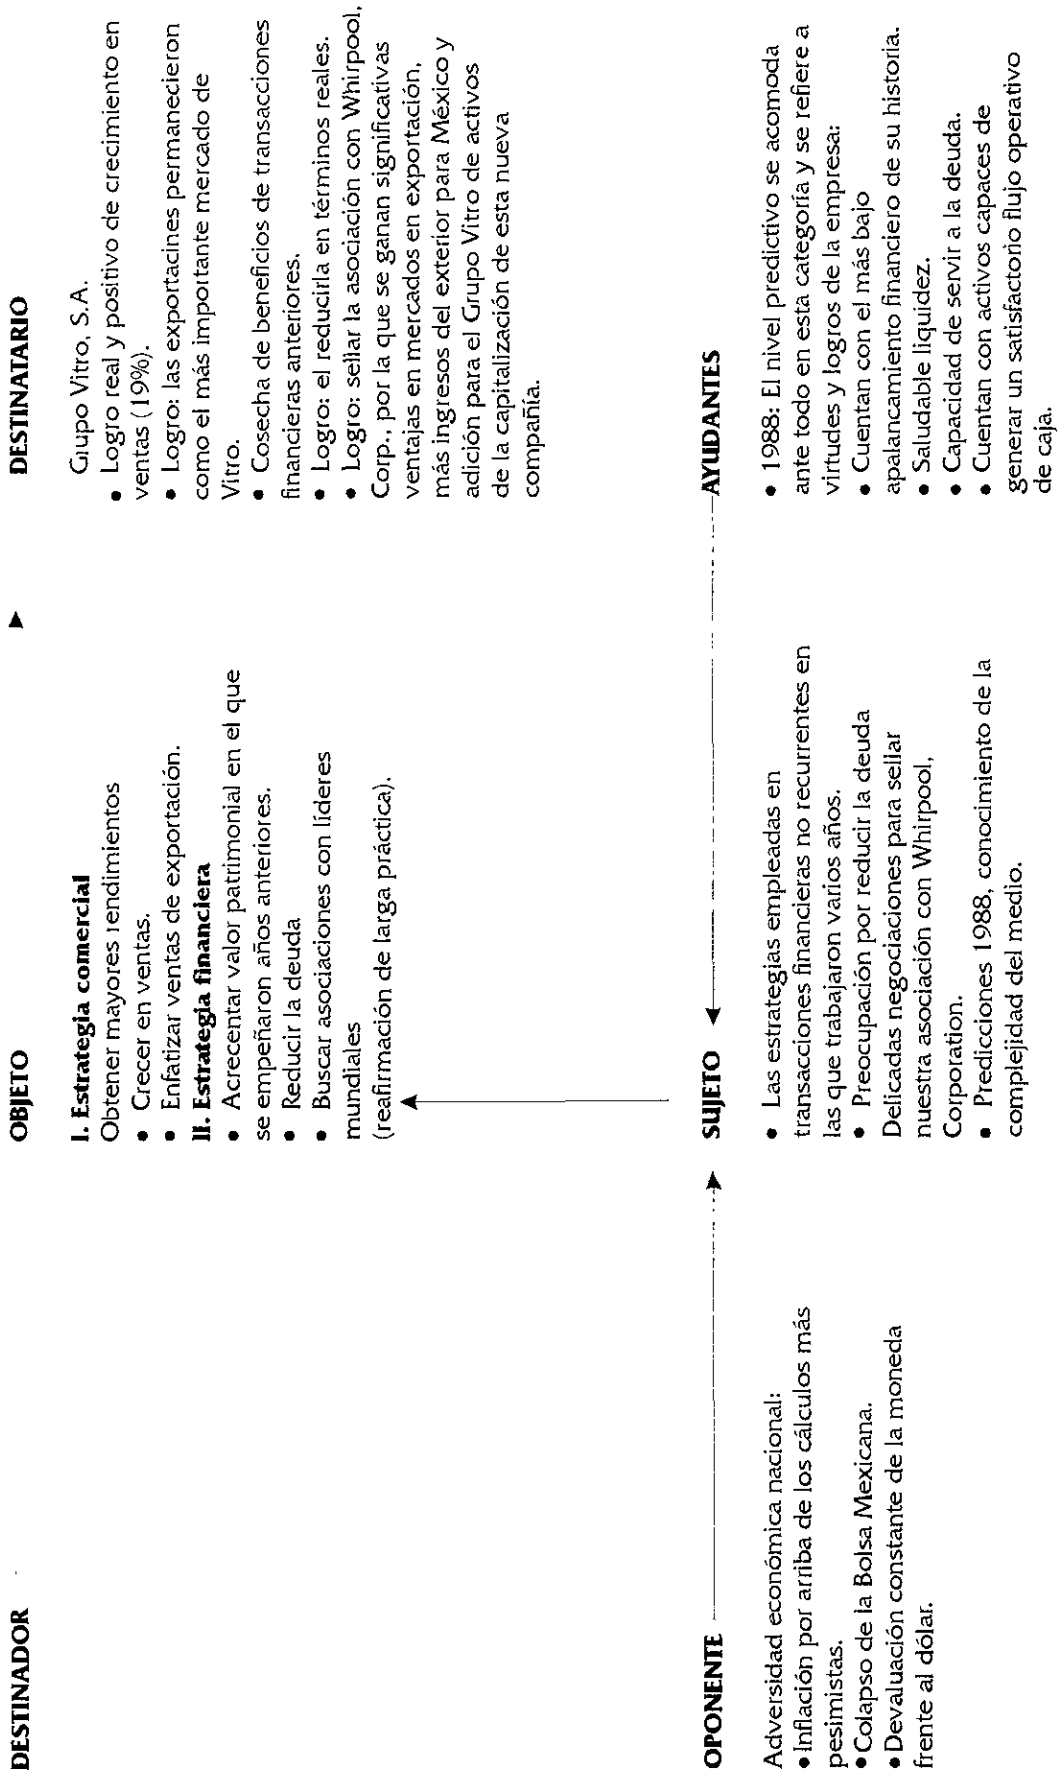 DESTINADOR
OBJETO
I. Estrategia comercial
Obtener mayores rendimientos
• Crecer en ventas.
• Enfatizar ventas de exportación.
II. Estrategia financiera
• Acrecentar valor patrimonial en el que
se empeñaron años anteriores.
• Reducir la deuda
• Buscar asociaciones con líderes
mundiales
(reafirmación de larga práctica).
DESTINATARIO
Grupo Vitro, S.A.
• Logro real y positivo de crecimiento en
ventas (19%).
• Logro: las exportacines permanecieron
como el más importante mercado de
Vitro.
• Cosecha de beneficios de transacciones
financieras anteriores.
• Logro: el reducirla en términos reales.
• Logro: sellar la asociación con Whirpool,
Corp., por la que se ganan significativas
ventajas en mercados en exportación,
más ingresos del exterior para México y
adición para el Grupo Vitro de activos
de la capitalización de esta nueva
compañía.
OPONENTE
Adversidad económica nacional:
• Inflación por arriba de los cálculos más
pesimistas.
• Colapso de la Bolsa Mexicana.
• Devaluación constante de la moneda
frente al dólar.
SUJETO
• Las estrategias empleadas en
transacciones financieras no recurrentes en
las que trabajaron varios años.
• Preocupación por reducir la deuda
Delicadas negociaciones para sellar
nuestra asociación con Whirpool,
Corporation.
• Predicciones 1988, conocimiento de la
complejidad del medio.
AYUDANTES
• 1988: El nivel predictivo se acomoda
ante todo en esta categoría y se refiere a
virtudes y logros de la empresa:
• Cuentan con el más bajo
apalancamiento financiero de su historia.
• Saludable liquidez.
• Capacidad de servir a la deuda.
• Cuentan con activos capaces de
generar un satisfactorio flujo operativo
de caja.